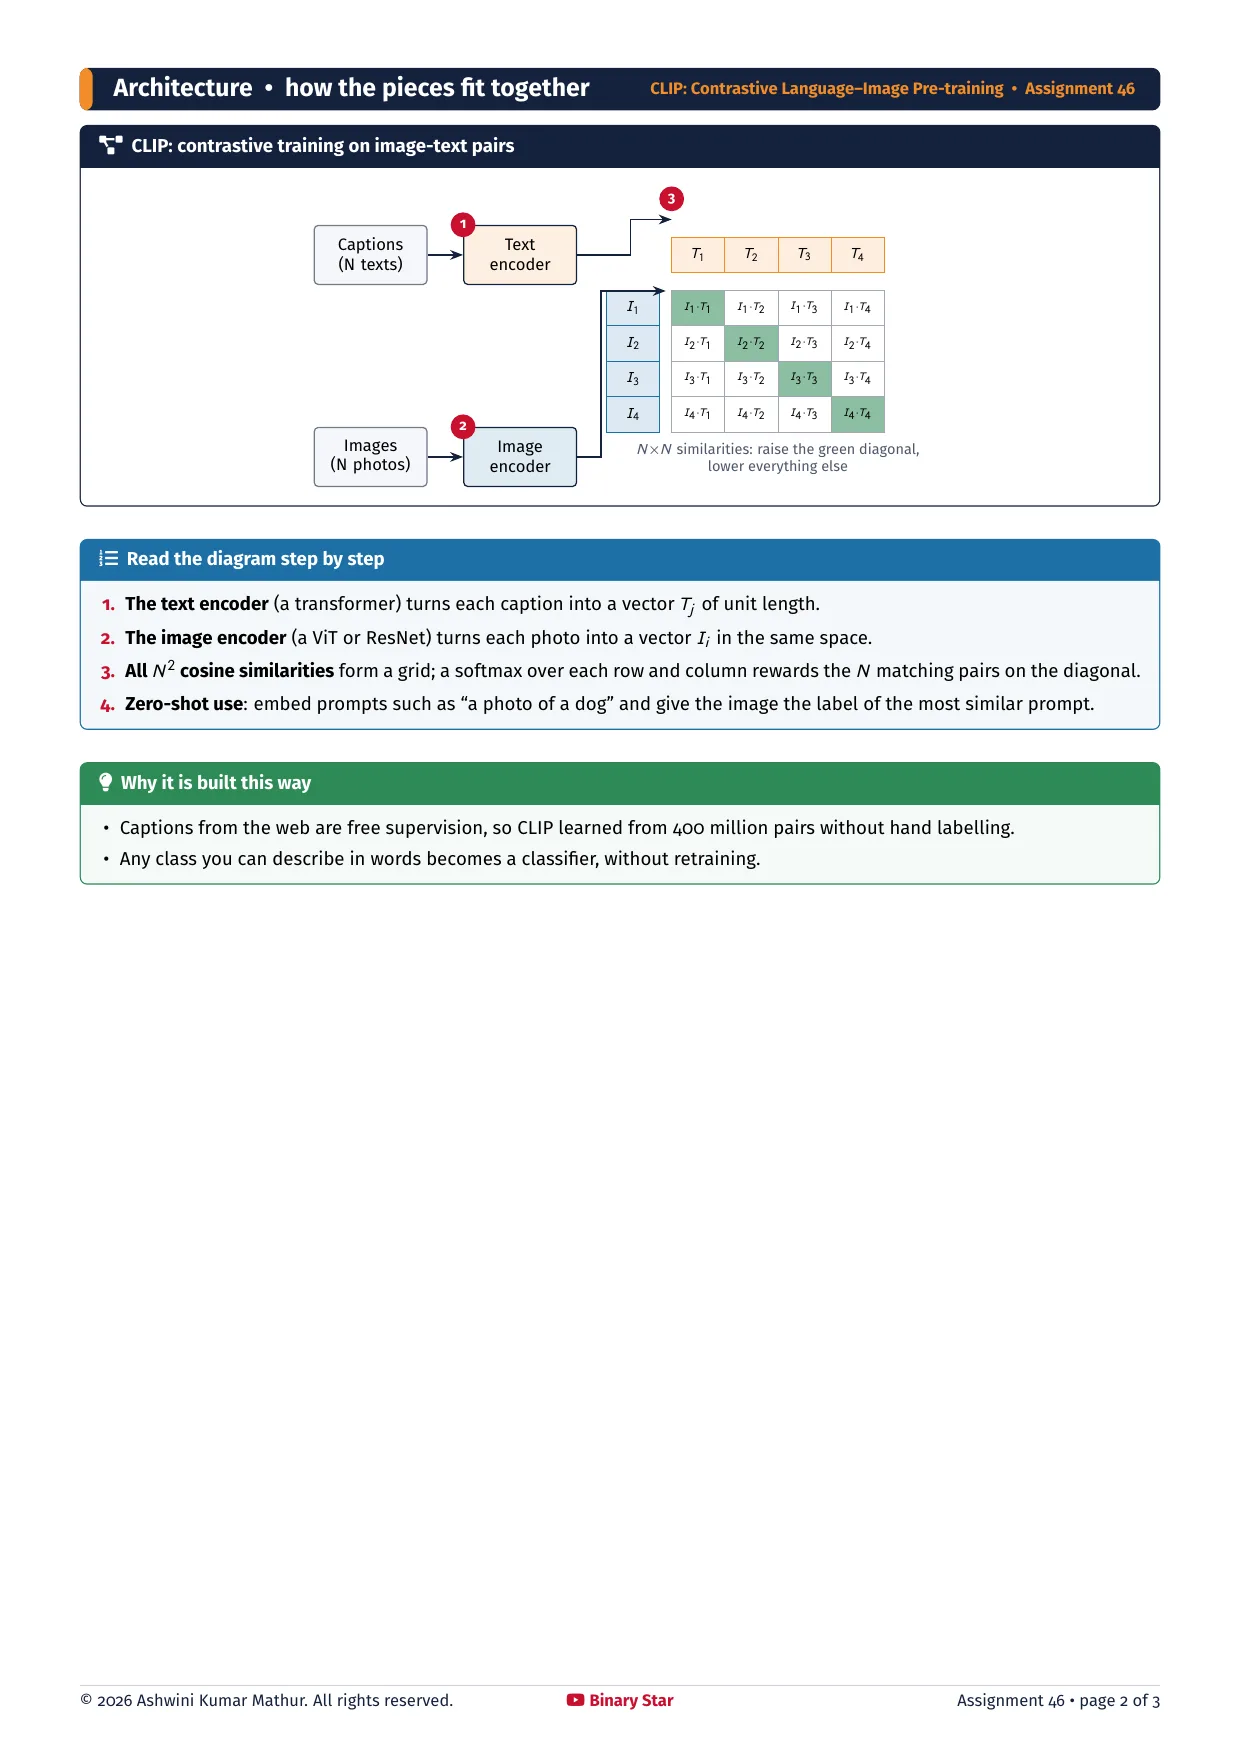 Architecture • how the pieces fit together
CLIP: Contrastive Language–Image Pre-training • Assignment 46
CLIP: contrastive training on image-text pairs
3
1
Captions
(N texts)
Text
encoder
T1 T2 T3 T4
I1 I1·T1 I1·T2 I1·T3 I1·T4
I2 I2·T1 I2·T2 I2·T3 I2·T4
I3 I3·T1 I3·T2 I3·T3 I3·T4
I4 I4·T1 I4·T2 I4·T3 I4·T4
2
Images
(N photos)
Image
encoder
N×N similarities: raise the green diagonal,
lower everything else
Read the diagram step by step
1. The text encoder (a transformer) turns each caption into a vector Tj of unit length.
2. The image encoder (a ViT or ResNet) turns each photo into a vector Ii in the same space.
3. All N² cosine similarities form a grid; a softmax over each row and column rewards the N matching pairs on the diagonal.
4. Zero-shot use: embed prompts such as “a photo of a dog” and give the image the label of the most similar prompt.
Why it is built this way
• Captions from the web are free supervision, so CLIP learned from 400 million pairs without hand labelling.
• Any class you can describe in words becomes a classifier, without retraining.
© 2026 Ashwini Kumar Mathur. All rights reserved.
Binary Star
Assignment 46 • page 2 of 3